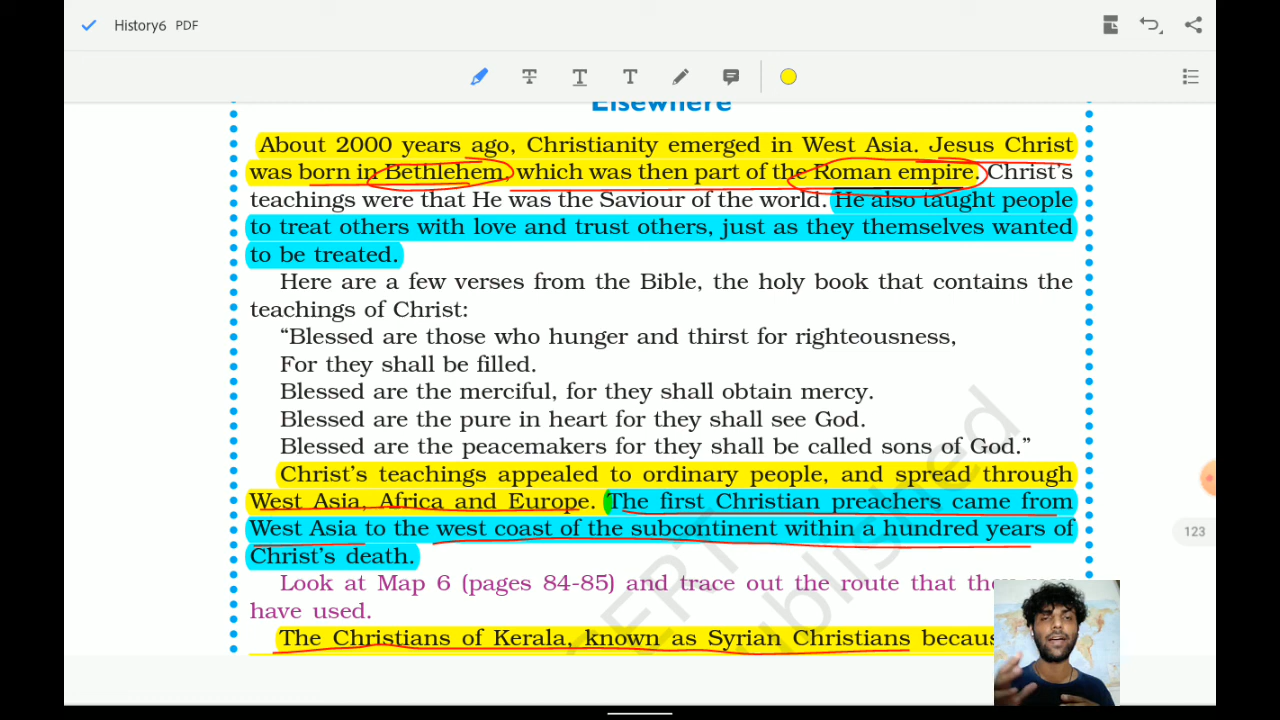 History6 PDF
Elsewhere
About 2000 years ago, Christianity emerged in West Asia. Jesus Christ
was born in Bethlehem, which was then part of the Roman empire. Christ's
teachings were that He was the Saviour of the world. He also taught people
to treat others with love and trust others, just as they themselves wanted
to be treated.
Here are a few verses from the Bible, the holy book that contains the
teachings of Christ:
“Blessed are those who hunger and thirst for righteousness,
For they shall be filled.
Blessed are the merciful, for they shall obtain mercy.
Blessed are the pure in heart for they shall see God.
Blessed are the peacemakers for they shall be called sons of God.”
Christ's teachings appealed to ordinary people, and spread through
West Asia, Africa and Europe. The first Christian preachers came from
West Asia to the west coast of the subcontinent within a hundred years of
Christ's death.
123
Look at Map 6 (pages 84-85) and trace out the route that
have used.
The Christians of Kerala, known as Syrian Christians